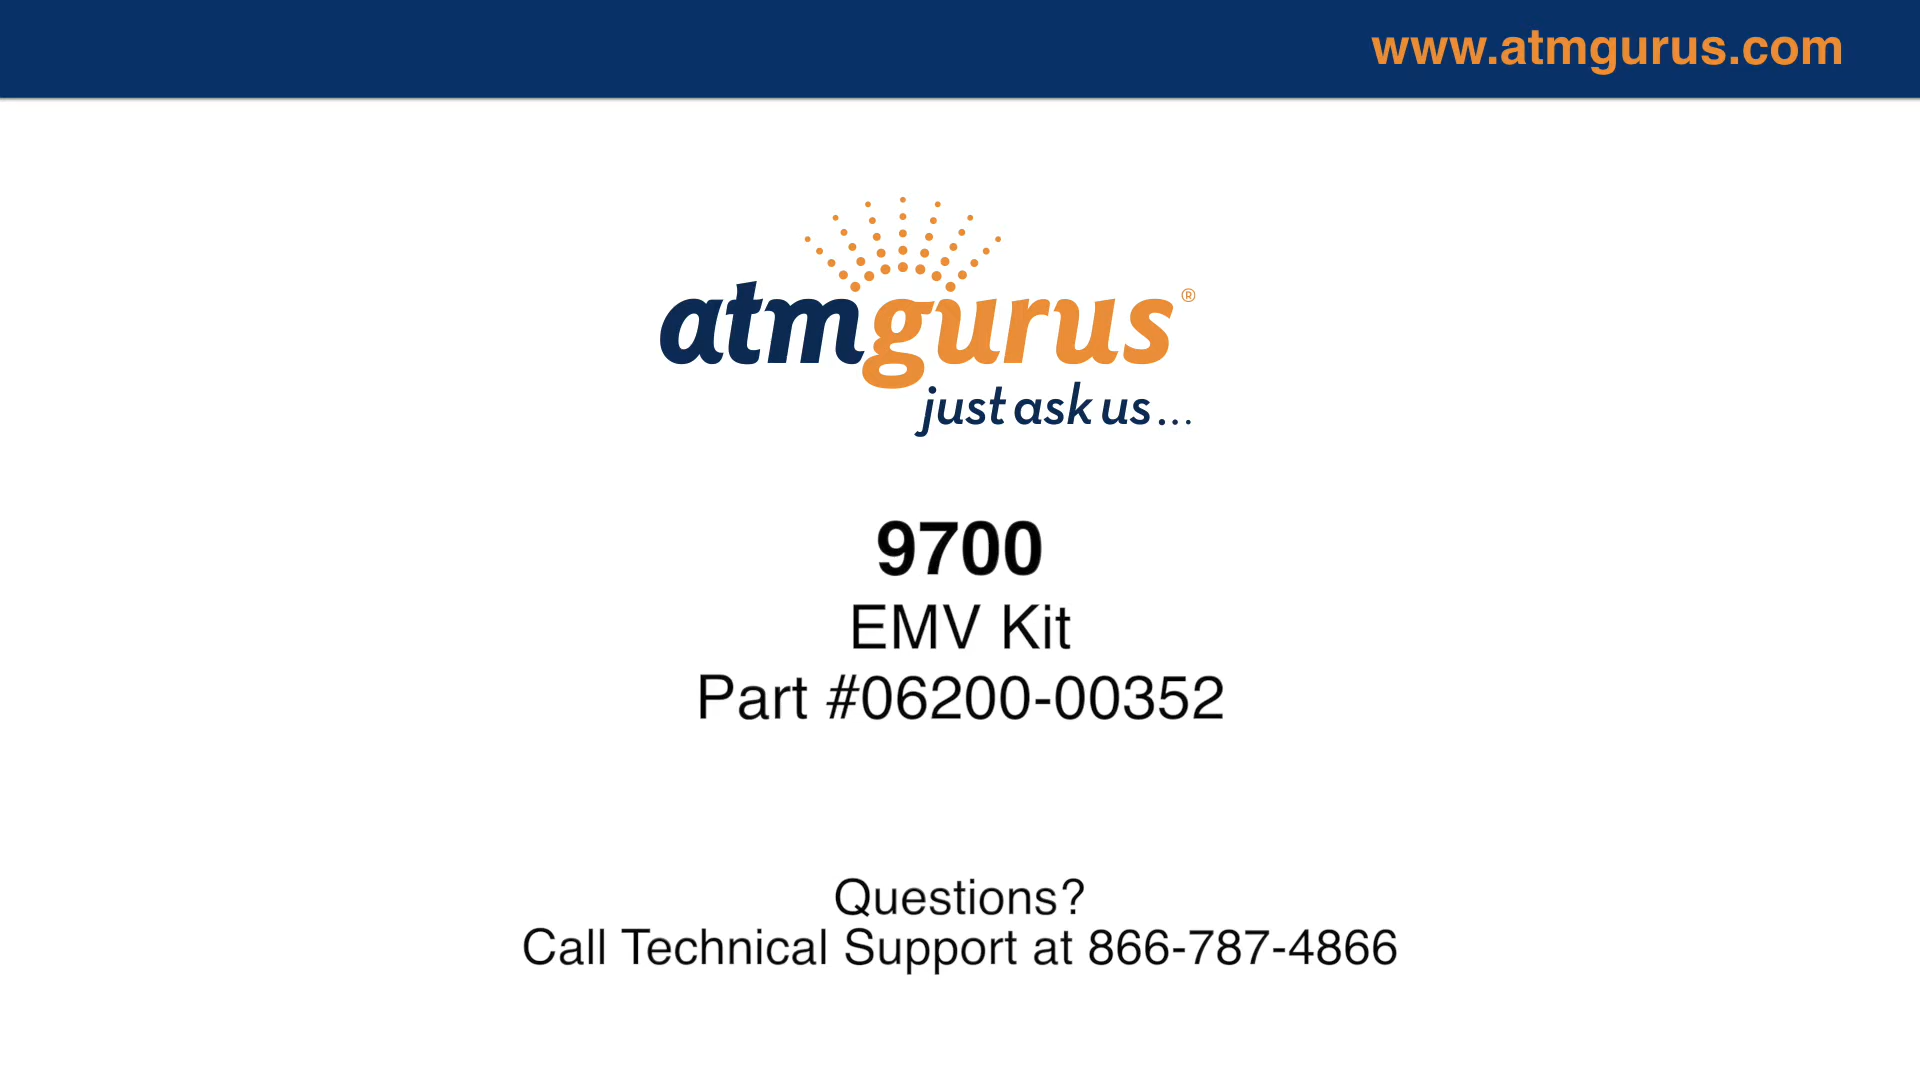 www.atmgurus.com
atmgurus®
just ask us...
9700
EMV Kit
Part #06200-00352
Questions?
Call Technical Support at 866-787-4866